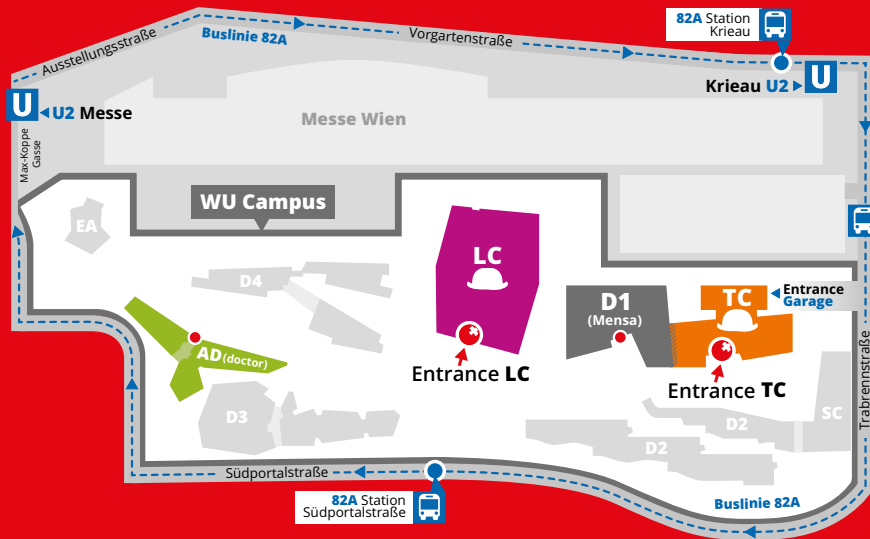 82A Station
Krieau
Ausstellungsstraße
Buslinie 82A
Vorgartenstraße
Krieau U2
U
U
U2 Messe
Messe Wien
Max-Koppe
Gasse
WU Campus
EA
LC
D4
D1
(Mensa)
TC
Entrance
Garage
AD (doctor)
Entrance LC
Entrance TC
Trabrennstraße
D3
D2
SC
D2
Südportalstraße
82A Station
Südportalstraße
Buslinie 82A